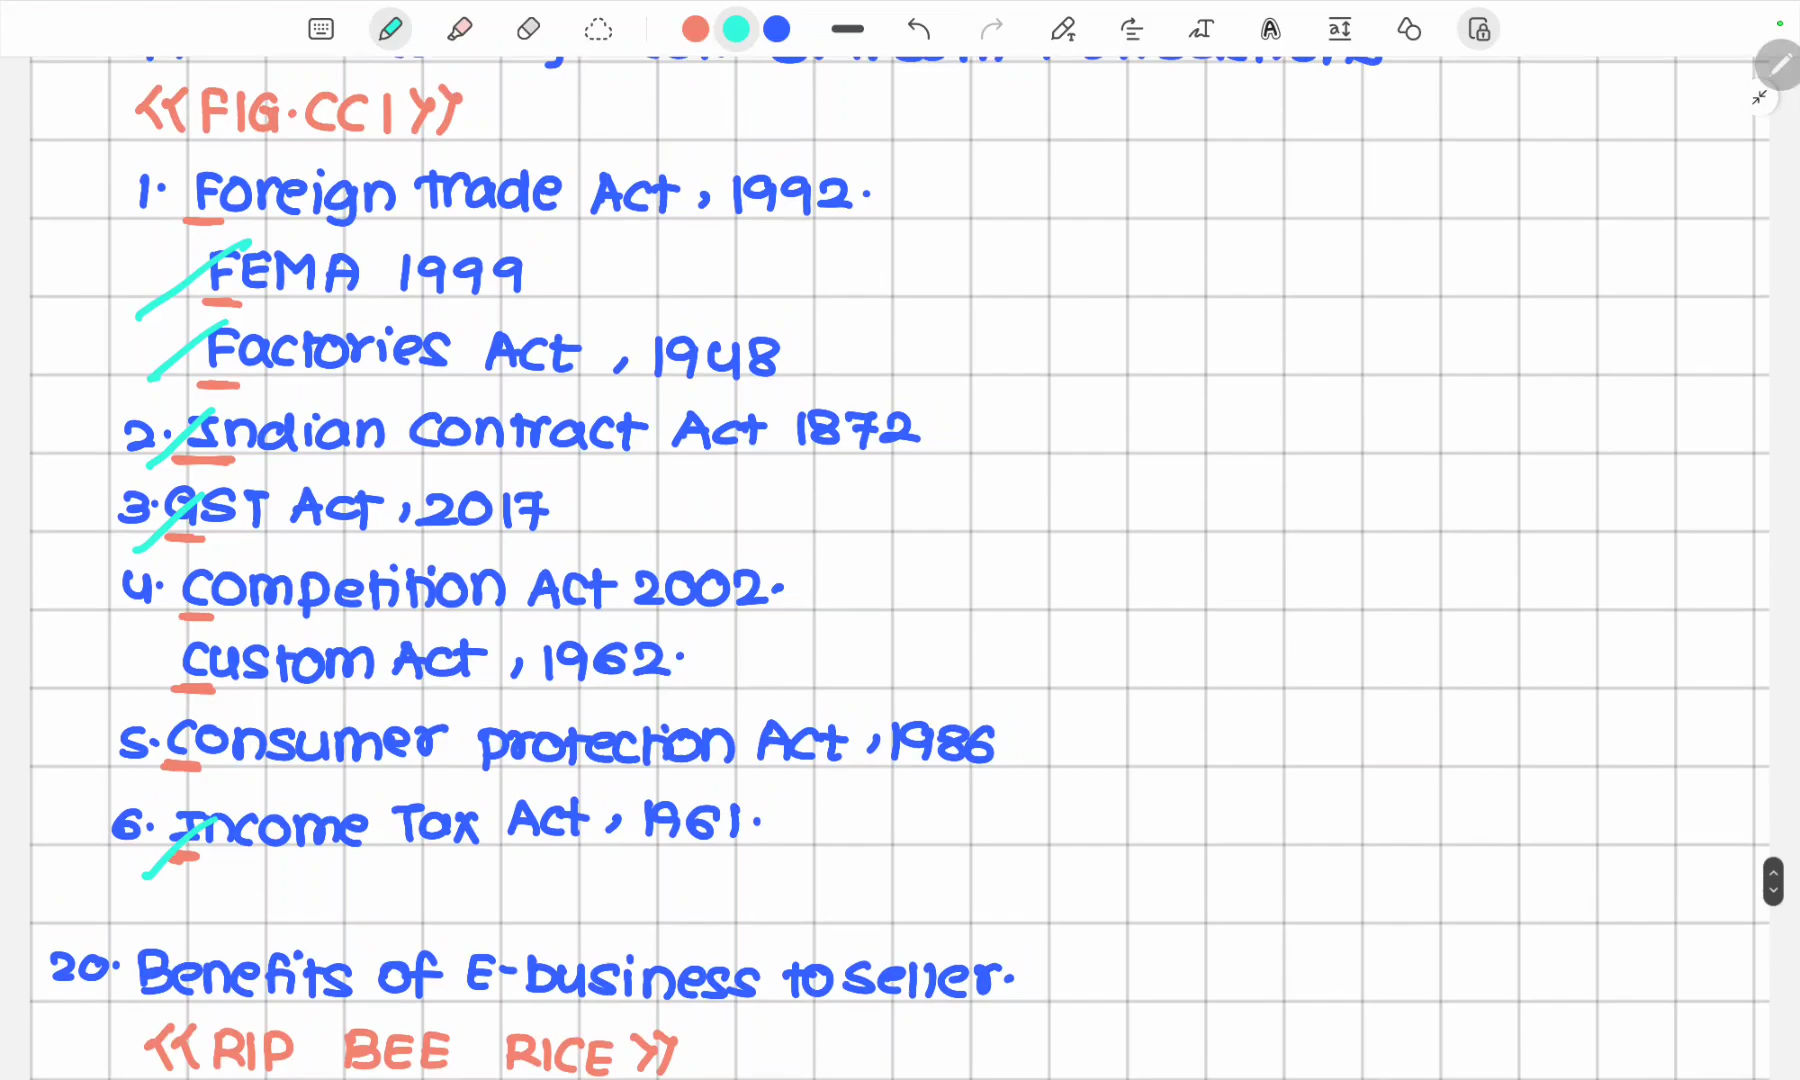 <<FIG.CCI>>
1. Foreign trade Act, 1992.
FEMA 1999
Factories Act, 1948
2. Indian Contract Act 1872
3. GST Act, 2017
4. Competition Act 2002.
Custom Act, 1962.
5. Consumer protection Act, 1986
6. Income Tax Act, 1961.
20. Benefits of E-business to seller.
<<RIP BEE RICE>>